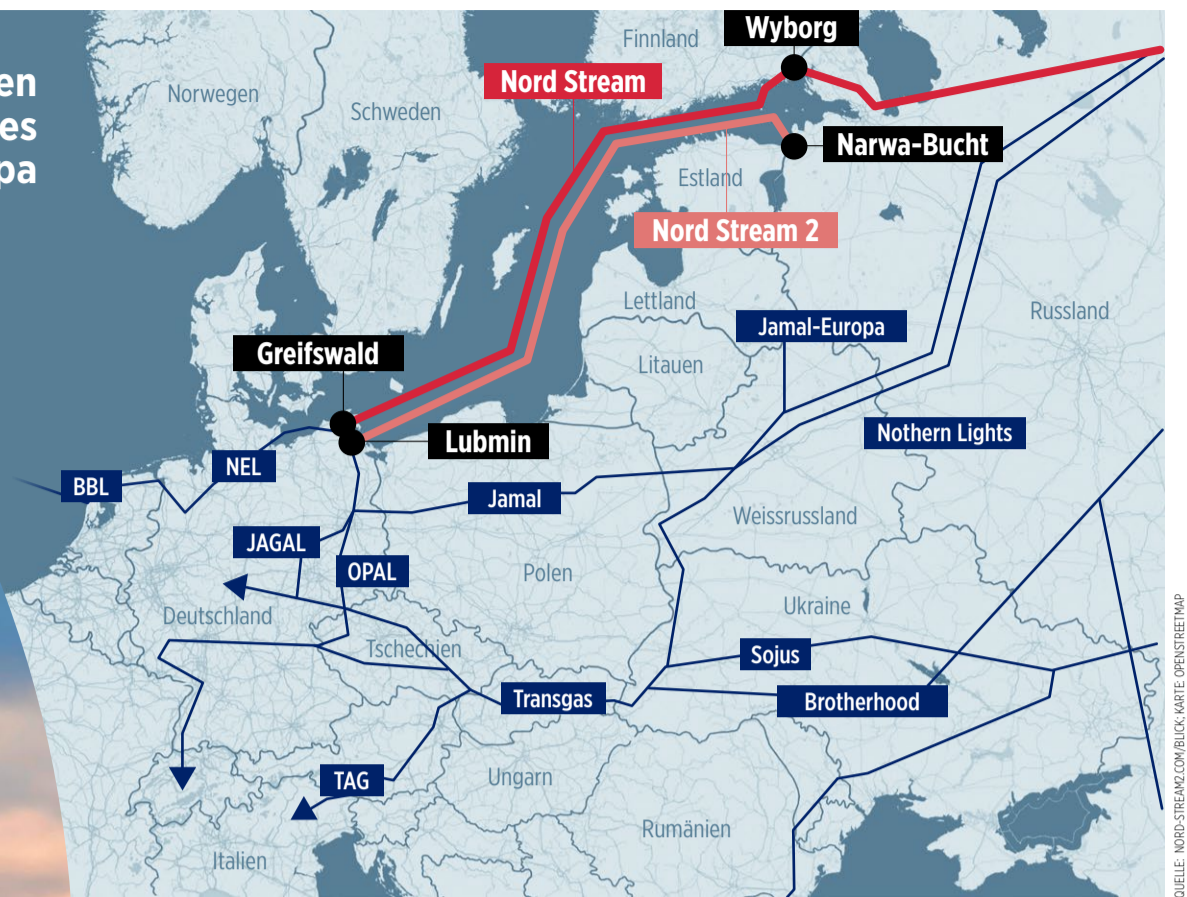 en
es
pa
Wyborg
Finnland
Norwegen
Nord Stream
Schweden
Narwa-Bucht
Estland
Nord Stream 2
Lettland
Russland
Jamal-Europa
Greifswald
Litauen
Nothern Lights
Lubmin
NEL
BBL
Jamal
Weissrussland
JAGAL
OPAL
Polen
Deutschland
Ukraine
Tschechien
Sojus
Transgas
Brotherhood
TAG
Ungarn
Rumänien
Italien
QUELLE: NORD-STREAM2.COM/BLICK; KARTE: OPENSTREETMAP